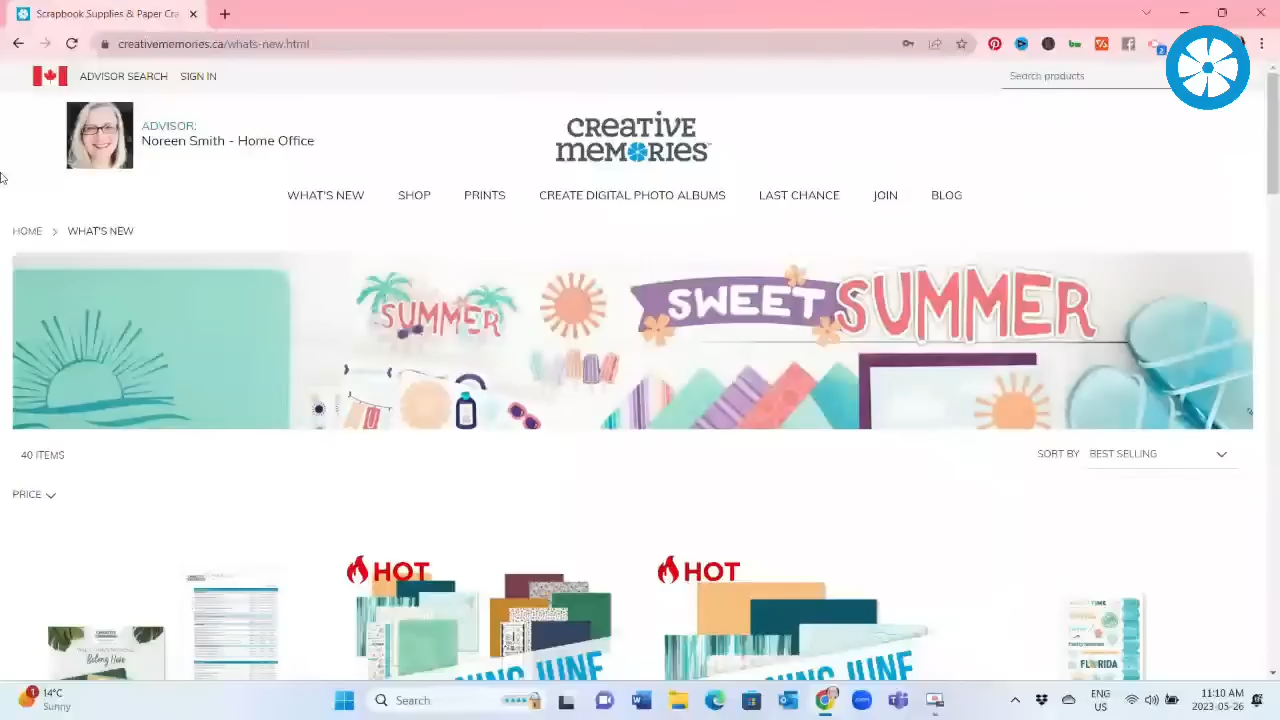 Scrapbook Supplies & Paper Cra
creativememories.ca/whats-new.html
ADVISOR SEARCH SIGN IN
Search products
ADVISOR:
Noreen Smith - Home Office
CREATIVE
MEMORIES
WHAT'S NEW SHOP PRINTS CREATE DIGITAL PHOTO ALBUMS LAST CHANCE JOIN BLOG
HOME > WHAT'S NEW
SUMMER
SWEET SUMMER
40 ITEMS
SORT BY BEST SELLING
PRICE
HOT
HOT
FLORIDA
JUNE
JUNE
14°C
Sunny
Search
ENG
US
11:10 AM
2023-05-26